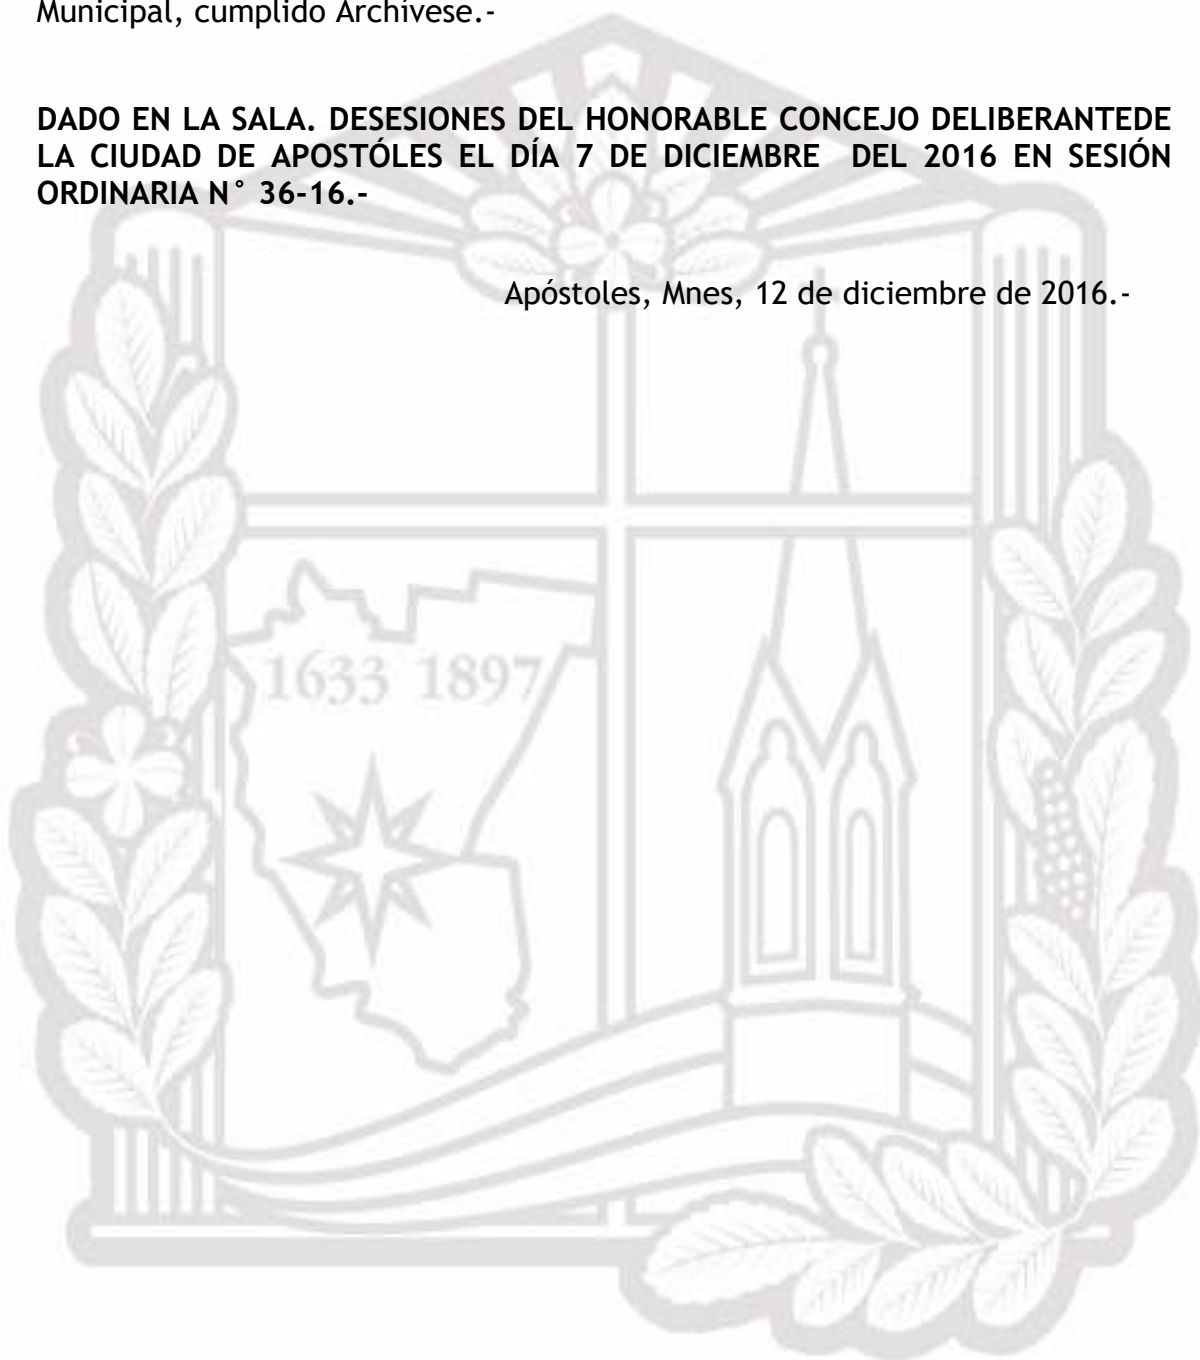 Municipal, cumplido Archívese.-
DADO EN LA SALA. DESESIONES DEL HONORABLE CONCEJO DELIBERANTEDE
LA CIUDAD DE APOSTÓLES EL DÍA 7 DE DICIEMBRE DEL 2016 EN SESIÓN
ORDINARIA N° 36-16.-
Apóstoles, Mnes, 12 de diciembre de 2016.-
1633 1897